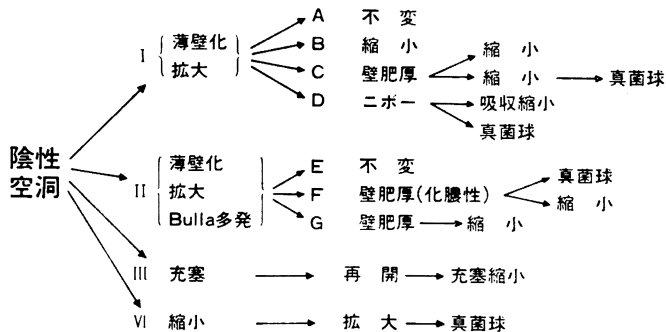 A 不変
薄壁化 B 縮小 縮小
I 拡大 C 壁肥厚 縮小 真菌球
D ニボー 吸収縮小
真菌球
陰性
空洞
薄壁化 E 不変 真菌球
II 拡大 F 壁肥厚(化膿性) 縮小
Bulla多発 G 壁肥厚 縮小
III 充塞 再開 充塞縮小
VI 縮小 拡大 真菌球